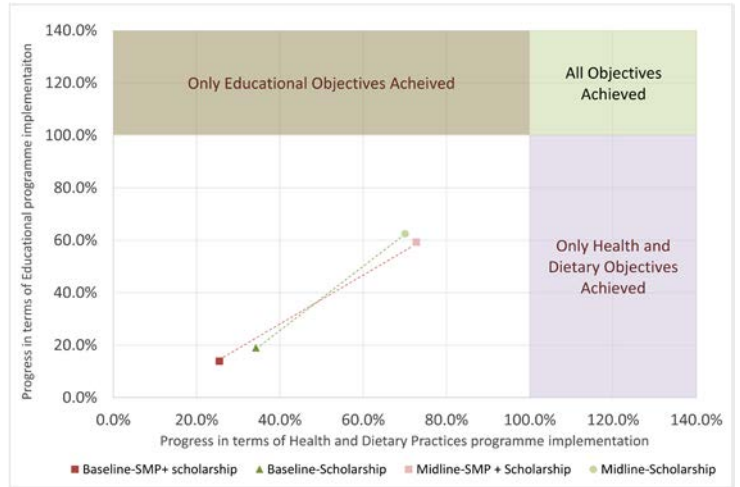 140.0%
120.0%
100.0%
80.0%
60.0%
40.0%
20.0%
0.0%
Progress in terms of Educational programme implementaiton
Only Educational Objectives Acheived
All Objectives
Achieved
Only Health and
Dietary Objectives
Achieved
0.0% 20.0% 40.0% 60.0% 80.0% 100.0% 120.0% 140.0%
Progress in terms of Health and Dietary Practices programme implementation
Baseline-SMP+ scholarship Baseline-Scholarship Midline-SMP + Scholarship Midline-Scholarship